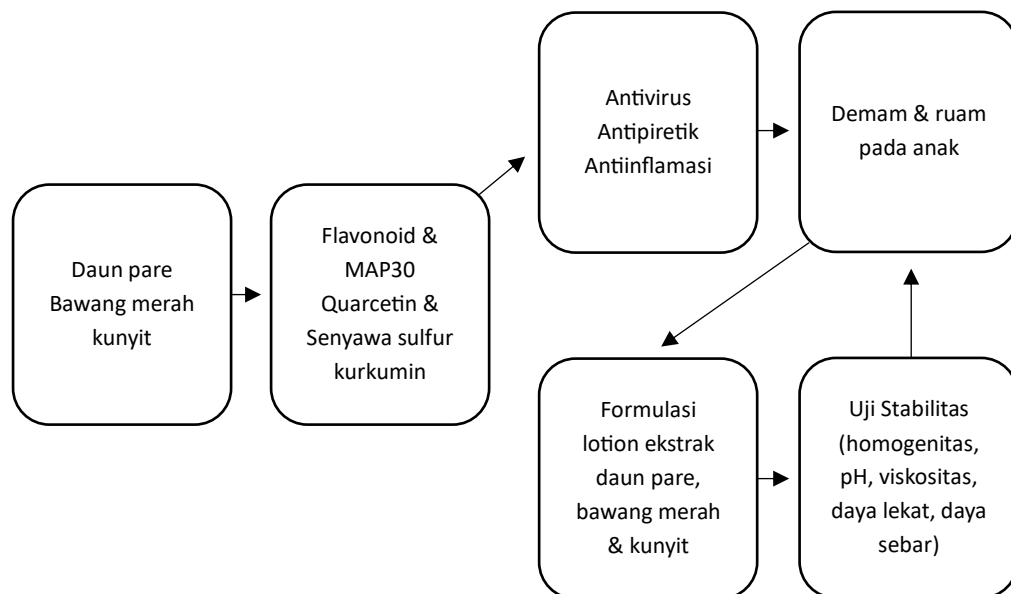 Daun pare
Bawang merah
kunyit
Flavonoid &
MAP30
Quarcetin &
Senyawa sulfur
kurkumin
Antivirus
Antipiretik
Antiinflamasi
Demam & ruam
pada anak
Formulasi
lotion ekstrak
daun pare,
bawang merah
& kunyit
Uji Stabilitas
(homogenitas,
pH, viskositas,
daya lekat, daya
sebar)